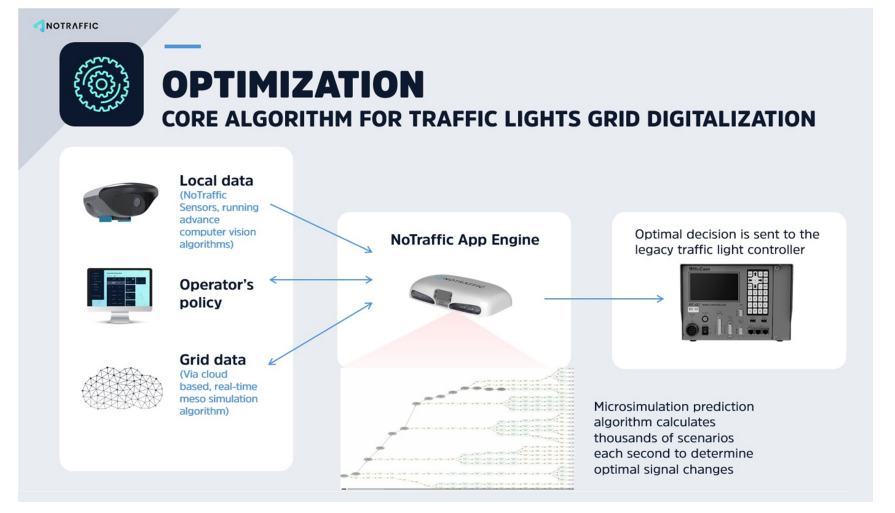 NOTRAFFIC
OPTIMIZATION
CORE ALGORITHM FOR TRAFFIC LIGHTS GRID DIGITALIZATION
Local data
(NoTraffic
Sensors, running
advance
computer vision
algorithms)
Operator's
policy
Grid data
(Via cloud
based, real-time
meso simulation
algorithm)
NoTraffic App Engine
NOTRAFFIC
Optimal decision is sent to the
legacy traffic light controller
Microsimulation prediction
algorithm calculates
thousands of scenarios
each second to determine
optimal signal changes